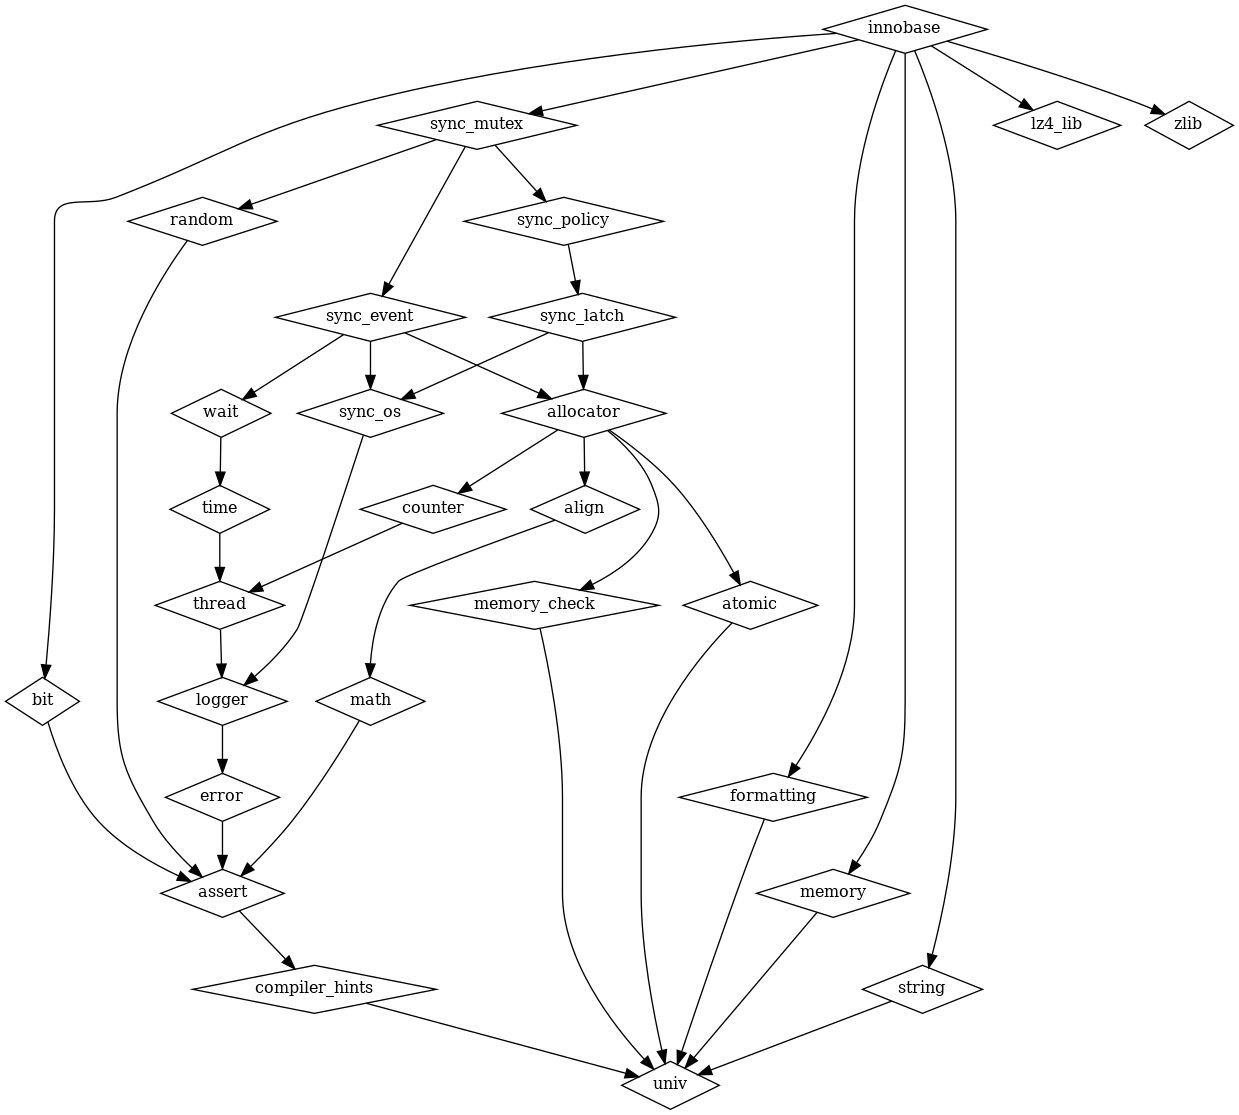 innobase
sync_mutex
lz4_lib
zlib
random
sync_policy
sync_event
sync_latch
wait
sync_os
allocator
time
counter
align
thread
memory_check
atomic
bit
logger
math
error
formatting
assert
memory
compiler_hints
string
univ